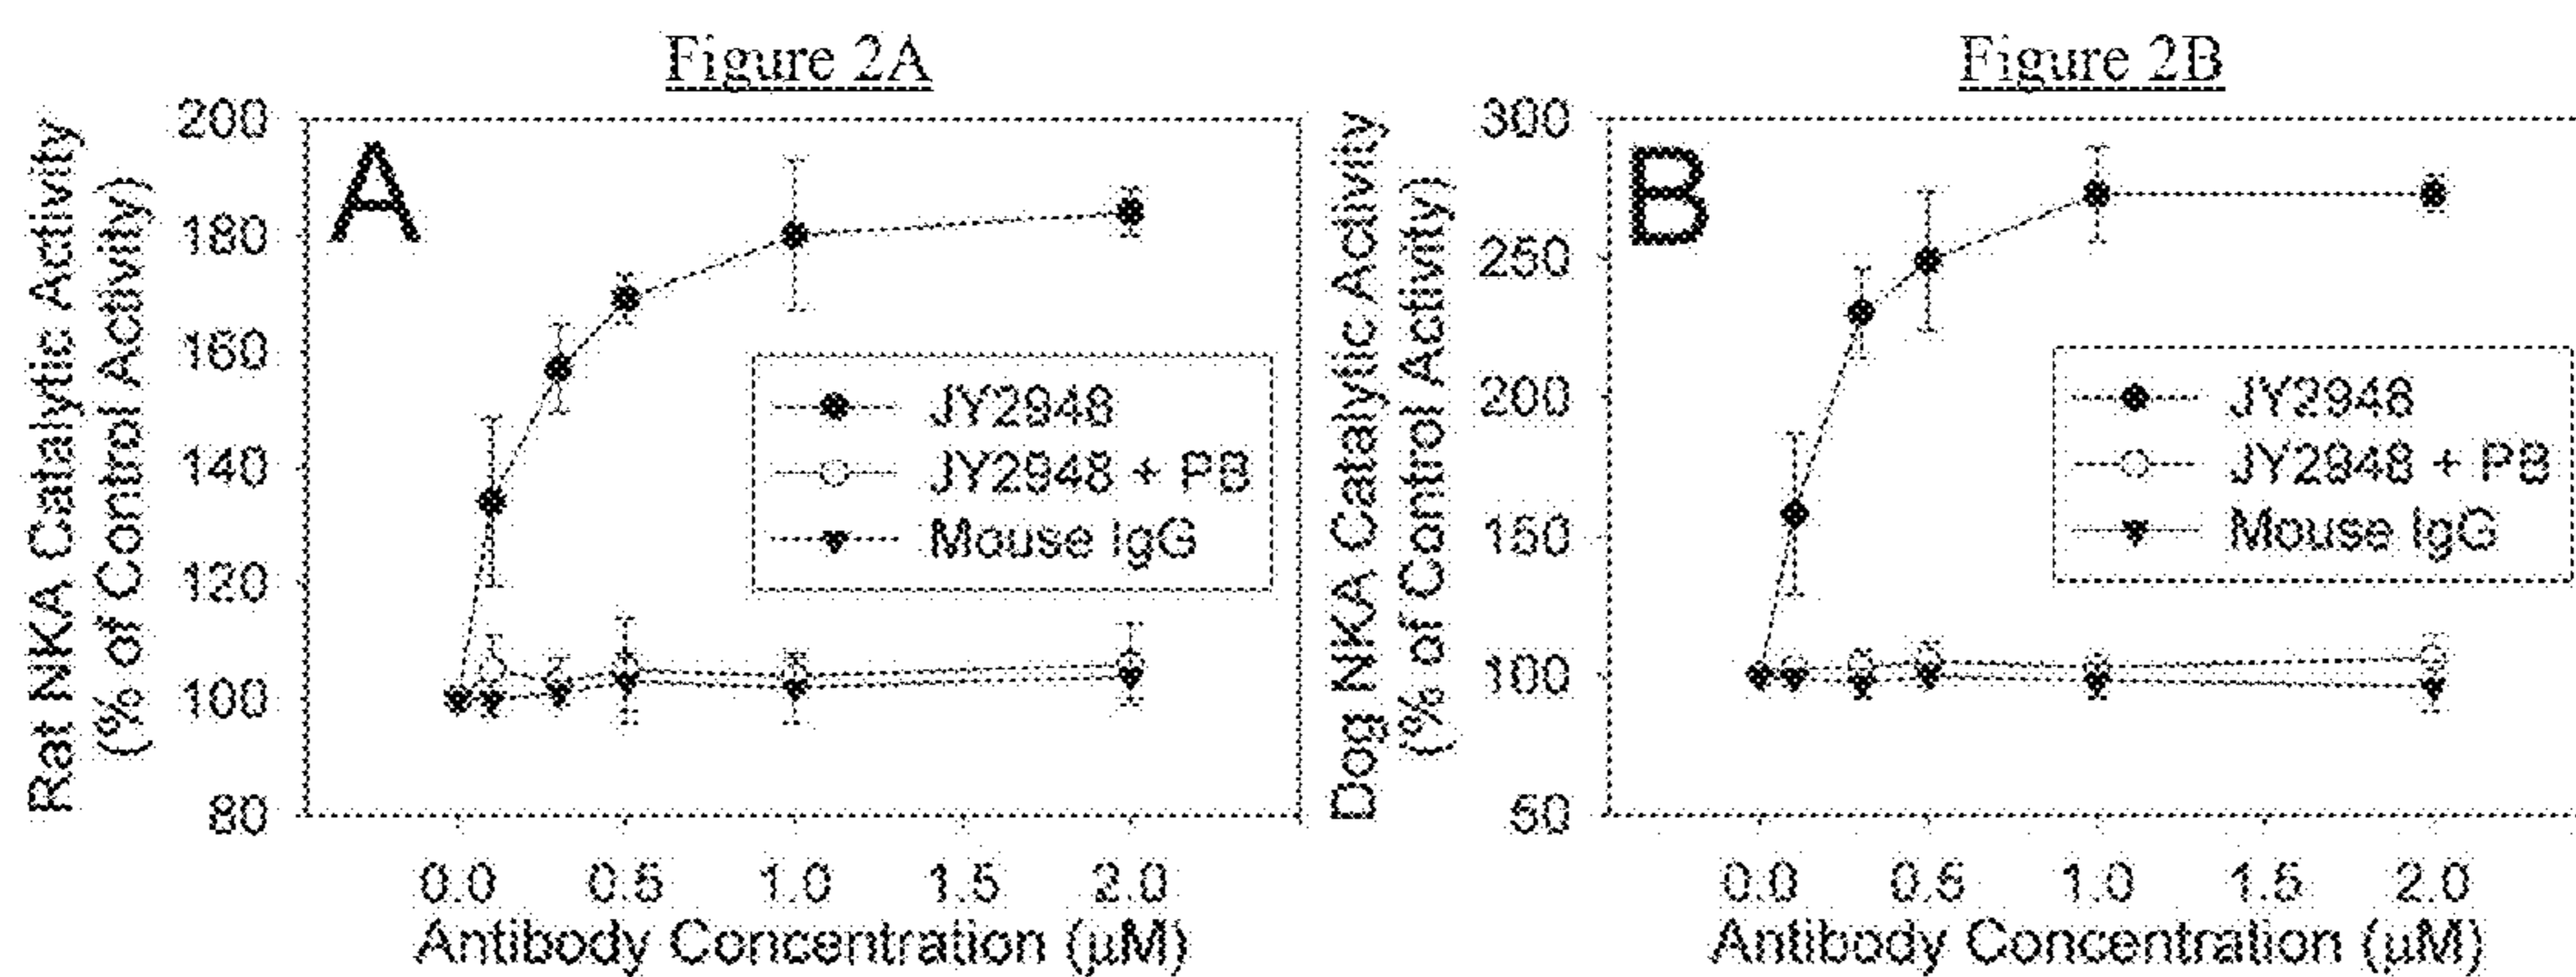 Figure 2A
Rat NKA Catalytic Activity
(% of Control Activity)
200
180
160
140
120
100
80
A
JY2948
JY2948 + PB
Mouse IgG
0.0 0.5 1.0 1.5 2.0
Antibody Concentration (µM)
Figure 2B
Dog NKA Catalytic Activity
(% of Control Activity)
300
250
200
150
100
50
B
JY2948
JY2948 + PB
Mouse IgG
0.0 0.5 1.0 1.5 2.0
Antibody Concentration (µM)